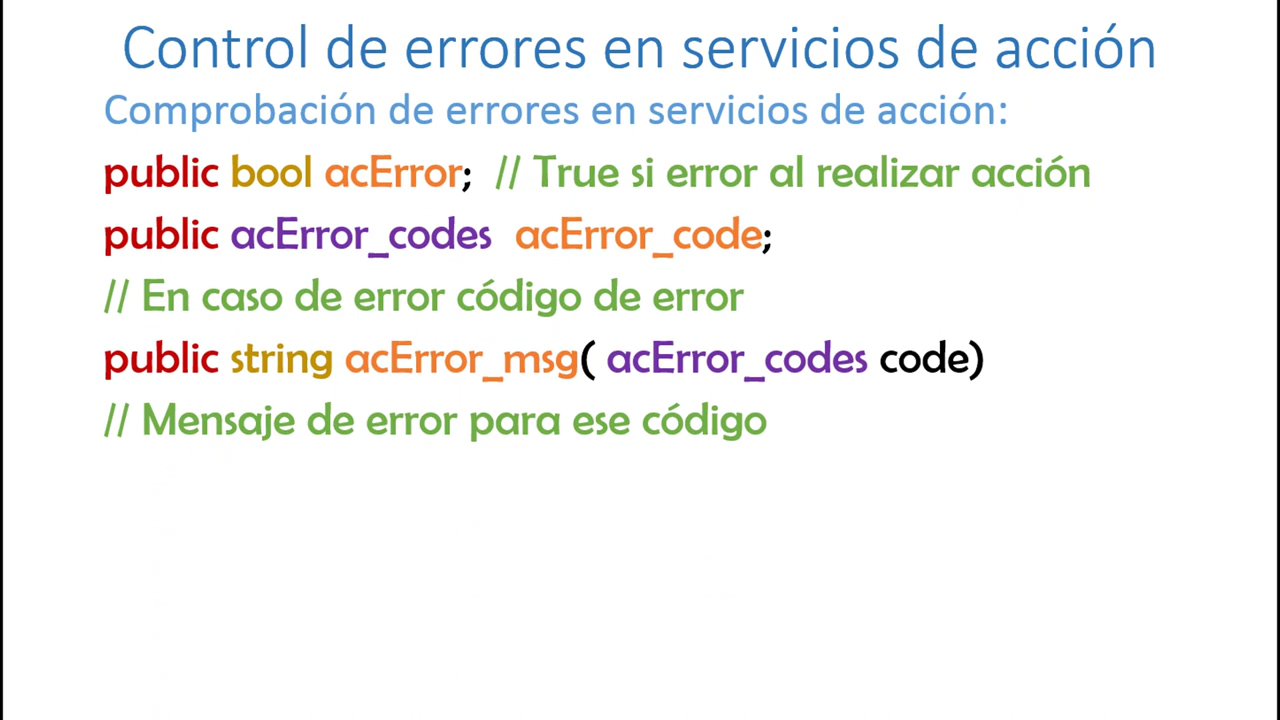 Control de errores en servicios de acción
Comprobación de errores en servicios de acción:
public bool acError; // True si error al realizar acción
public acError_codes acError_code;
// En caso de error código de error
public string acError_msg( acError_codes code)
// Mensaje de error para ese código